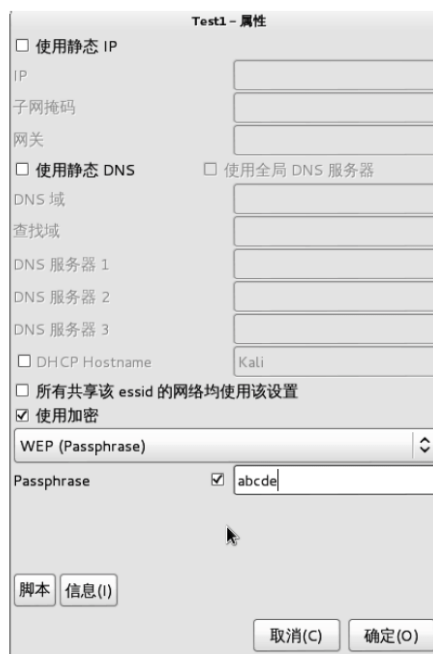 Test1 – 属性
使用静态 IP
IP
子网掩码
网关
使用静态 DNS 使用全局 DNS 服务器
DNS 域
查找域
DNS 服务器 1
DNS 服务器 2
DNS 服务器 3
DHCP Hostname Kali
所有共享该 essid 的网络均使用该设置
使用加密
WEP (Passphrase)
Passphrase abcde
脚本 信息(I)
取消(C) 确定(O)